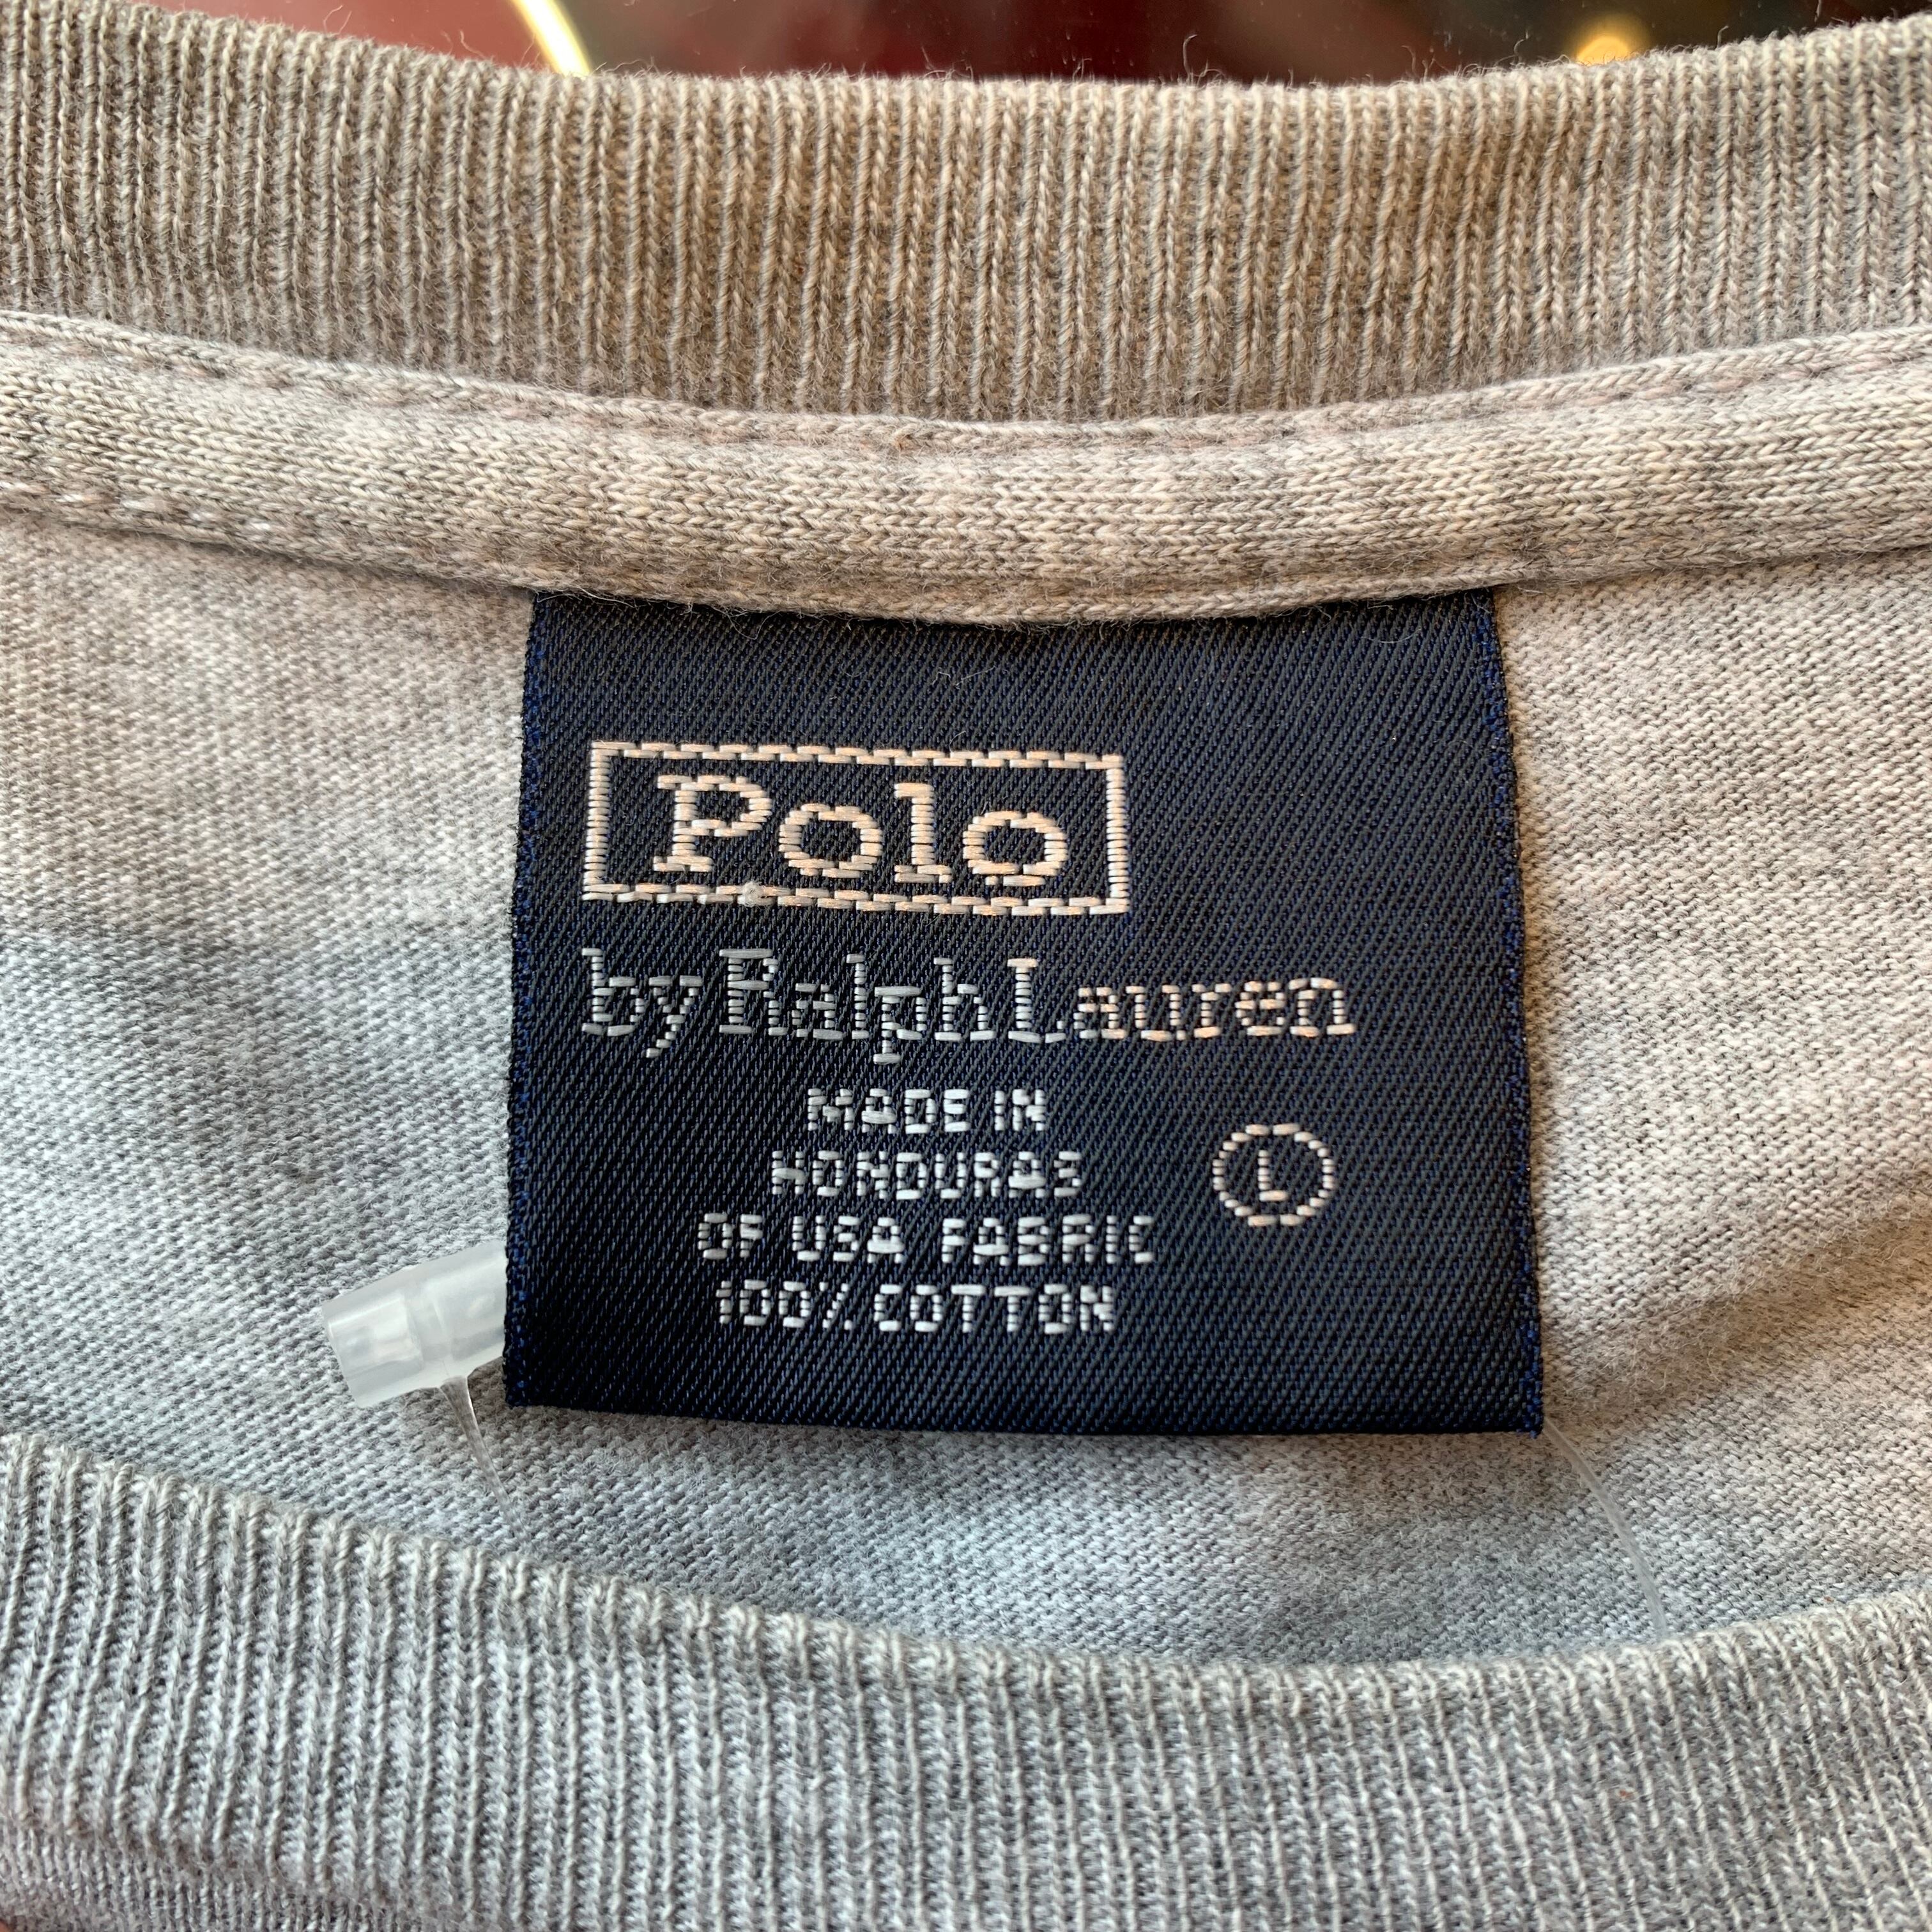 Polo
by Ralph Lauren
MADE IN
HONDURAS
OF USA FABRIC
100% COTTON
L